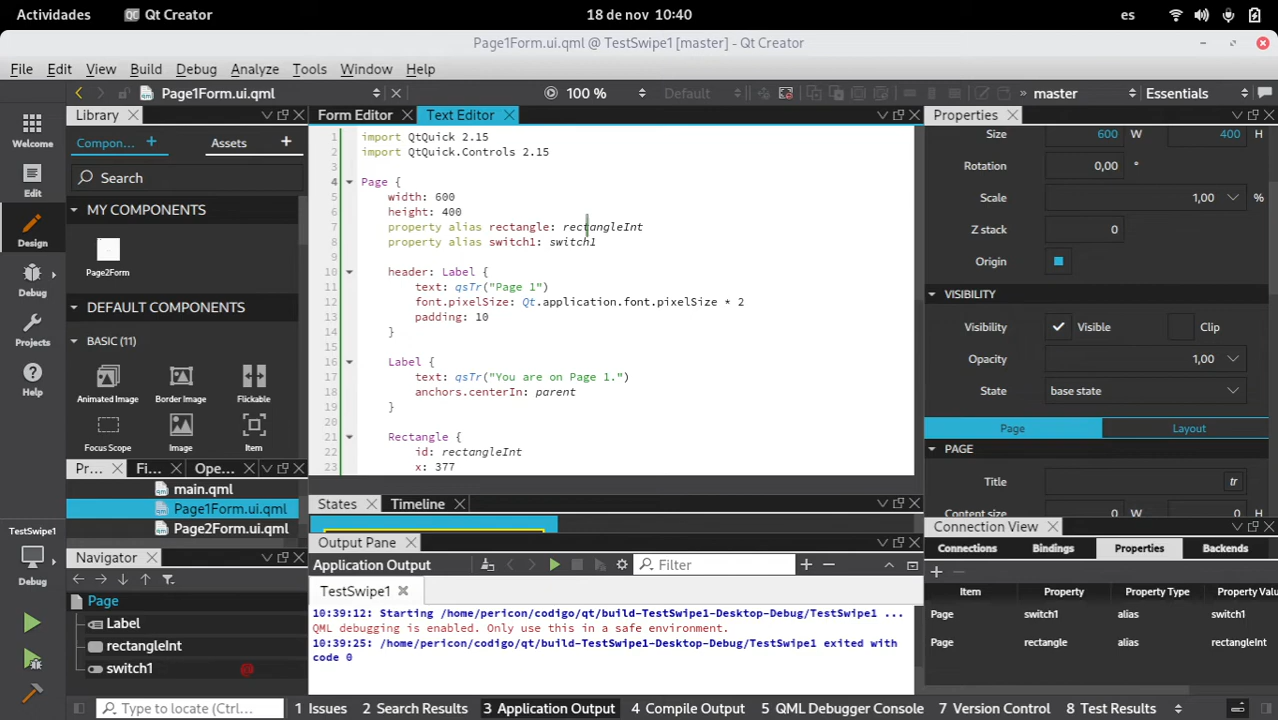 Actividades Qt Creator 18 de nov 10:40 es
Page1Form.ui.qml @ TestSwipe1 [master] - Qt Creator
File Edit View Build Debug Analyze Tools Window Help
Page1Form.ui.qml 100 % Default master Essentials
Welcome
Edit
Design
Debug
Projects
Help
TestSwipe1
Debug
Library
Compon... + Assets +
Search
MY COMPONENTS
Page2Form
DEFAULT COMPONENTS
BASIC (11)
Animated Image Border Image Flickable
Focus Scope Image Item
Pr... Fi... Ope...
main.qml
Page1Form.ui.qml
Page2Form.ui.qml
Navigator
Page
Label
rectangleInt
switch1
Form Editor Text Editor
1 import QtQuick 2.15
2 import QtQuick.Controls 2.15
3
4 Page {
5 width: 600
6 height: 400
7 property alias rectangle: rectangleInt
8 property alias switch1: switch1
9
10 header: Label {
11 text: qsTr("Page 1")
12 font.pixelSize: Qt.application.font.pixelSize * 2
13 padding: 10
14 }
15
16 Label {
17 text: qsTr("You are on Page 1.")
18 anchors.centerIn: parent
19 }
20
21 Rectangle {
22 id: rectangleInt
23 x: 377
States Timeline
Output Pane
Application Output Filter
TestSwipe1
10:39:12: Starting /home/pericon/codigo/qt/build-TestSwipe1-Desktop-Debug/TestSwipe1 ...
QML debugging is enabled. Only use this in a safe environment.
10:39:25: /home/pericon/codigo/qt/build-TestSwipe1-Desktop-Debug/TestSwipe1 exited with
code 0
Properties
Size 600 W 400 H
Rotation 0,00 °
Scale 1,00 %
Z stack 0
Origin
VISIBILITY
Visibility Visible Clip
Opacity 1,00
State base state
Page Layout
PAGE
Title tr
Content size 0 W 0 H
Connection View
Connections Bindings Properties Backends
Item Property Property Type Property Valu
Page switch1 alias switch1
Page rectangle alias rectangleInt
Type to locate (Ctrl... 1 Issues 2 Search Results 3 Application Output 4 Compile Output 5 QML Debugger Console 7 Version Control 8 Test Results